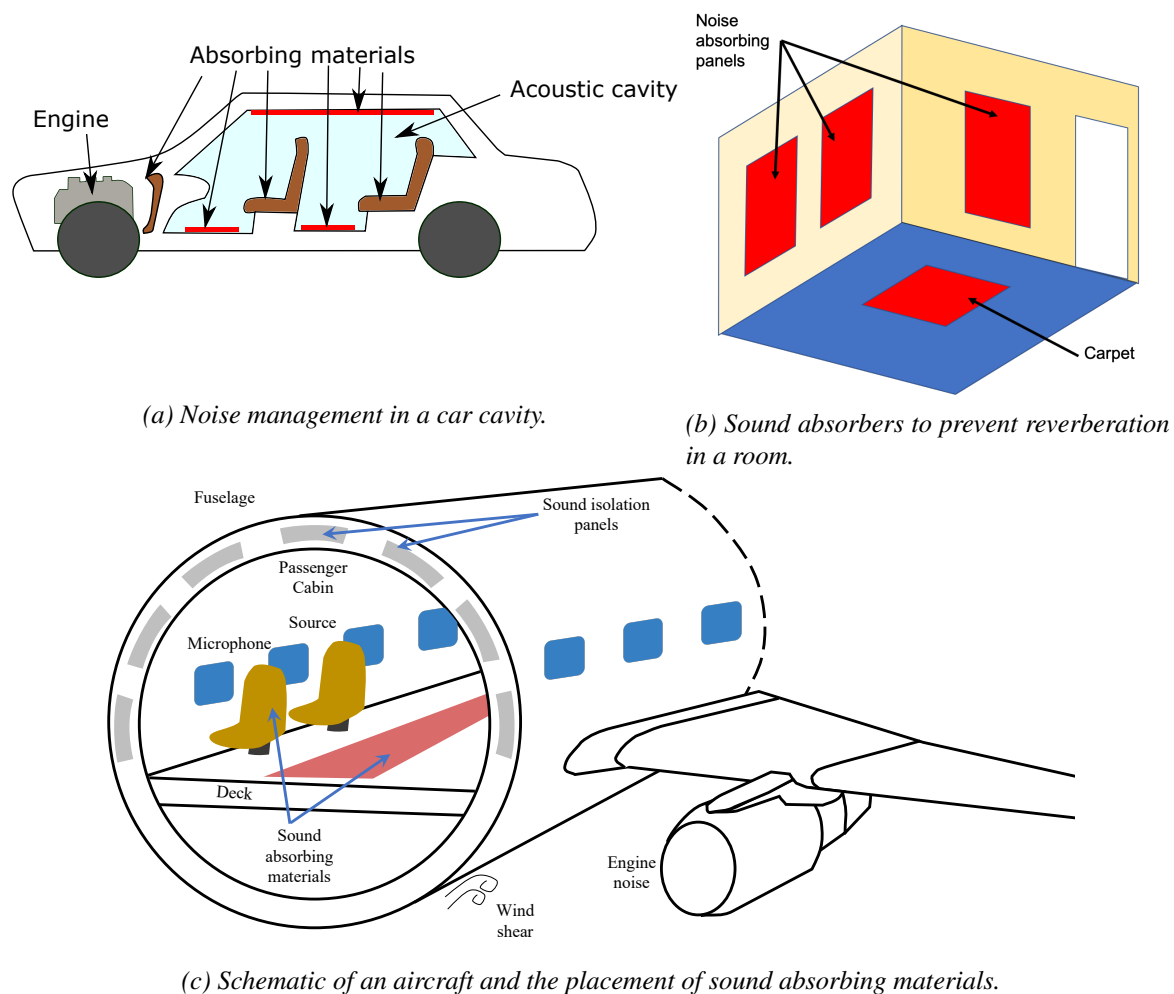 Absorbing materials
Acoustic cavity
Engine
(a) Noise management in a car cavity.
Noise
absorbing
panels
Carpet
(b) Sound absorbers to prevent reverberation
in a room.
Fuselage
Sound isolation
panels
Passenger
Cabin
Source
Microphone
Deck
Sound
absorbing
materials
Engine
noise
Wind
shear
(c) Schematic of an aircraft and the placement of sound absorbing materials.